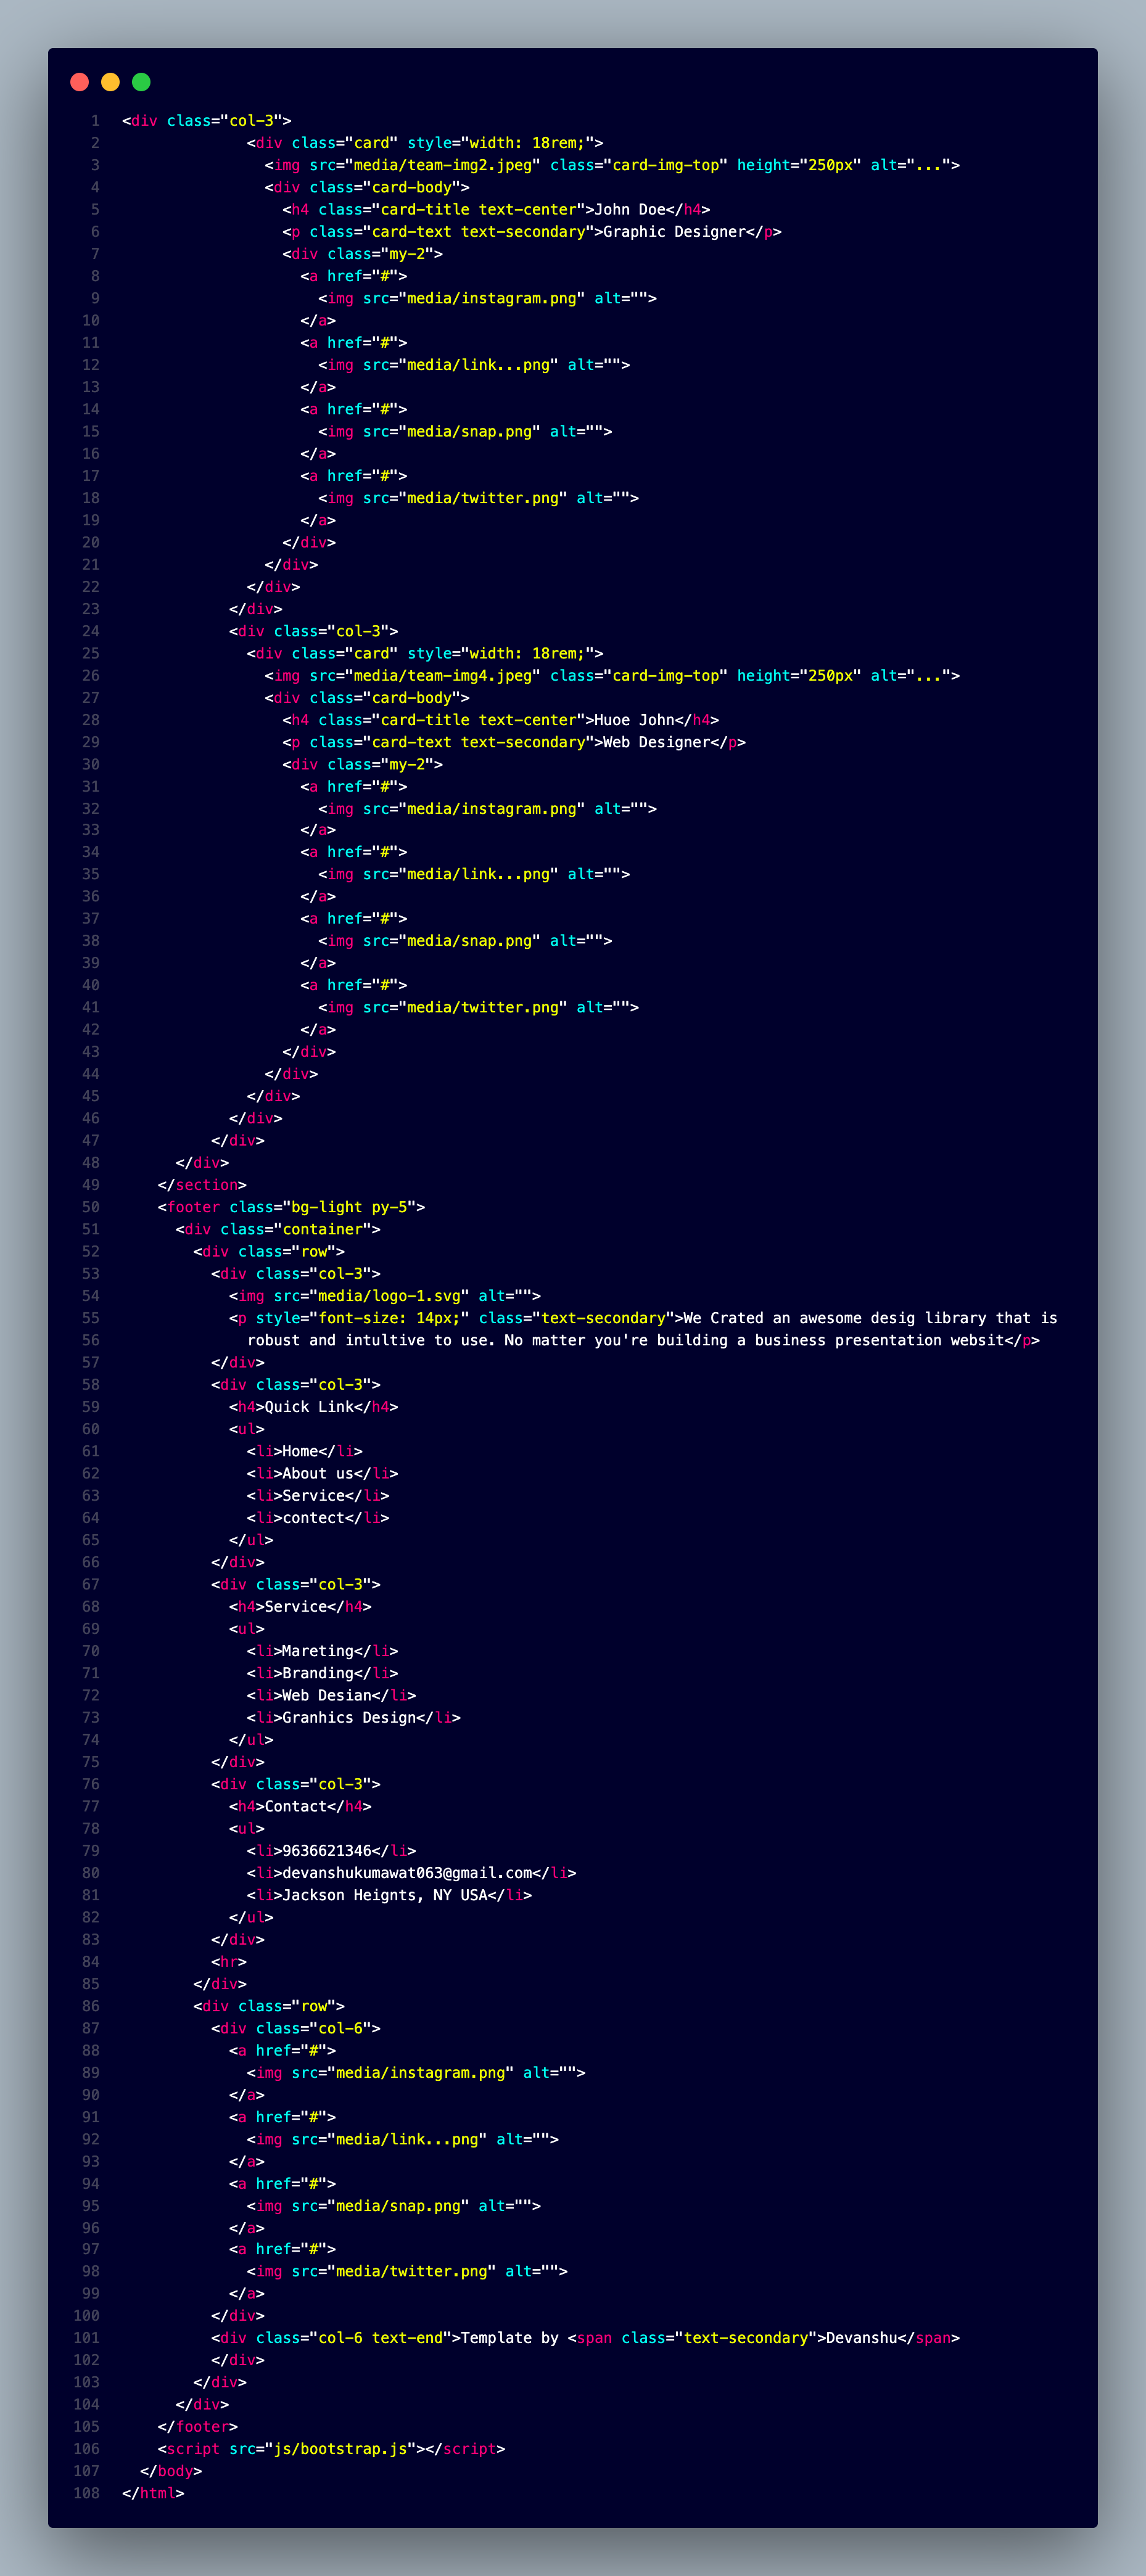 1 <div class="col-3">
2 <div class="card" style="width: 18rem;">
3 <img src="media/team-img2.jpeg" class="card-img-top" height="250px" alt="...">
4 <div class="card-body">
5 <h4 class="card-title text-center">John Doe</h4>
6 <p class="card-text text-secondary">Graphic Designer</p>
7 <div class="my-2">
8 <a href="#">
9 <img src="media/instagram.png" alt="">
10 </a>
11 <a href="#">
12 <img src="media/link...png" alt="">
13 </a>
14 <a href="#">
15 <img src="media/snap.png" alt="">
16 </a>
17 <a href="#">
18 <img src="media/twitter.png" alt="">
19 </a>
20 </div>
21 </div>
22 </div>
23 </div>
24 <div class="col-3">
25 <div class="card" style="width: 18rem;">
26 <img src="media/team-img4.jpeg" class="card-img-top" height="250px" alt="...">
27 <div class="card-body">
28 <h4 class="card-title text-center">Huoe John</h4>
29 <p class="card-text text-secondary">Web Designer</p>
30 <div class="my-2">
31 <a href="#">
32 <img src="media/instagram.png" alt="">
33 </a>
34 <a href="#">
35 <img src="media/link...png" alt="">
36 </a>
37 <a href="#">
38 <img src="media/snap.png" alt="">
39 </a>
40 <a href="#">
41 <img src="media/twitter.png" alt="">
42 </a>
43 </div>
44 </div>
45 </div>
46 </div>
47 </div>
48 </div>
49 </section>
50 <footer class="bg-light py-5">
51 <div class="container">
52 <div class="row">
53 <div class="col-3">
54 <img src="media/logo-1.svg" alt="">
55 <p style="font-size: 14px;" class="text-secondary">We Crated an awesome desig library that is
56 robust and intultive to use. No matter you're building a business presentation websit</p>
57 </div>
58 <div class="col-3">
59 <h4>Quick Link</h4>
60 <ul>
61 <li>Home</li>
62 <li>About us</li>
63 <li>Service</li>
64 <li>contect</li>
65 </ul>
66 </div>
67 <div class="col-3">
68 <h4>Service</h4>
69 <ul>
70 <li>Mareting</li>
71 <li>Branding</li>
72 <li>Web Desian</li>
73 <li>Granhics Design</li>
74 </ul>
75 </div>
76 <div class="col-3">
77 <h4>Contact</h4>
78 <ul>
79 <li>9636621346</li>
80 <li>devanshukumawat063@gmail.com</li>
81 <li>Jackson Heignts, NY USA</li>
82 </ul>
83 </div>
84 <hr>
85 </div>
86 <div class="row">
87 <div class="col-6">
88 <a href="#">
89 <img src="media/instagram.png" alt="">
90 </a>
91 <a href="#">
92 <img src="media/link...png" alt="">
93 </a>
94 <a href="#">
95 <img src="media/snap.png" alt="">
96 </a>
97 <a href="#">
98 <img src="media/twitter.png" alt="">
99 </a>
100 </div>
101 <div class="col-6 text-end">Template by <span class="text-secondary">Devanshu</span>
102 </div>
103 </div>
104 </div>
105 </footer>
106 <script src="js/bootstrap.js"></script>
107 </body>
108 </html>